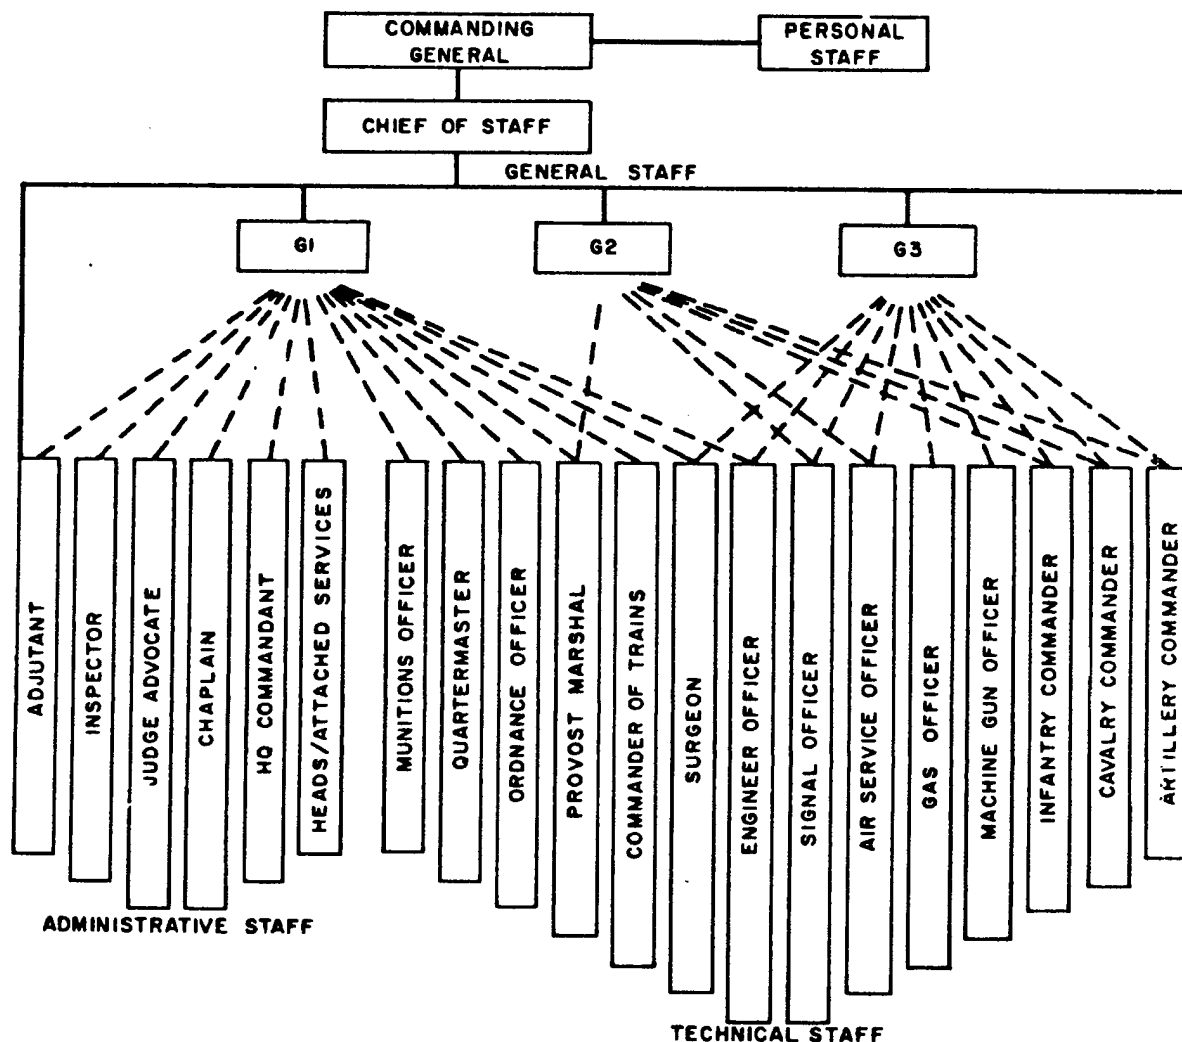 COMMANDING
GENERAL
PERSONAL
STAFF
CHIEF OF STAFF
GENERAL STAFF
G1
G2
G3
ADJUTANT
INSPECTOR
JUDGE ADVOCATE
CHAPLAIN
HQ COMMANDANT
HEADS/ATTACHED SERVICES
MUNITIONS OFFICER
QUARTERMASTER
ORDNANCE OFFICER
PROVOST MARSHAL
COMMANDER OF TRAINS
SURGEON
ENGINEER OFFICER
SIGNAL OFFICER
AIR SERVICE OFFICER
GAS OFFICER
MACHINE GUN OFFICER
INFANTRY COMMANDER
CAVALRY COMMANDER
ARTILLERY COMMANDER
ADMINISTRATIVE STAFF
TECHNICAL STAFF